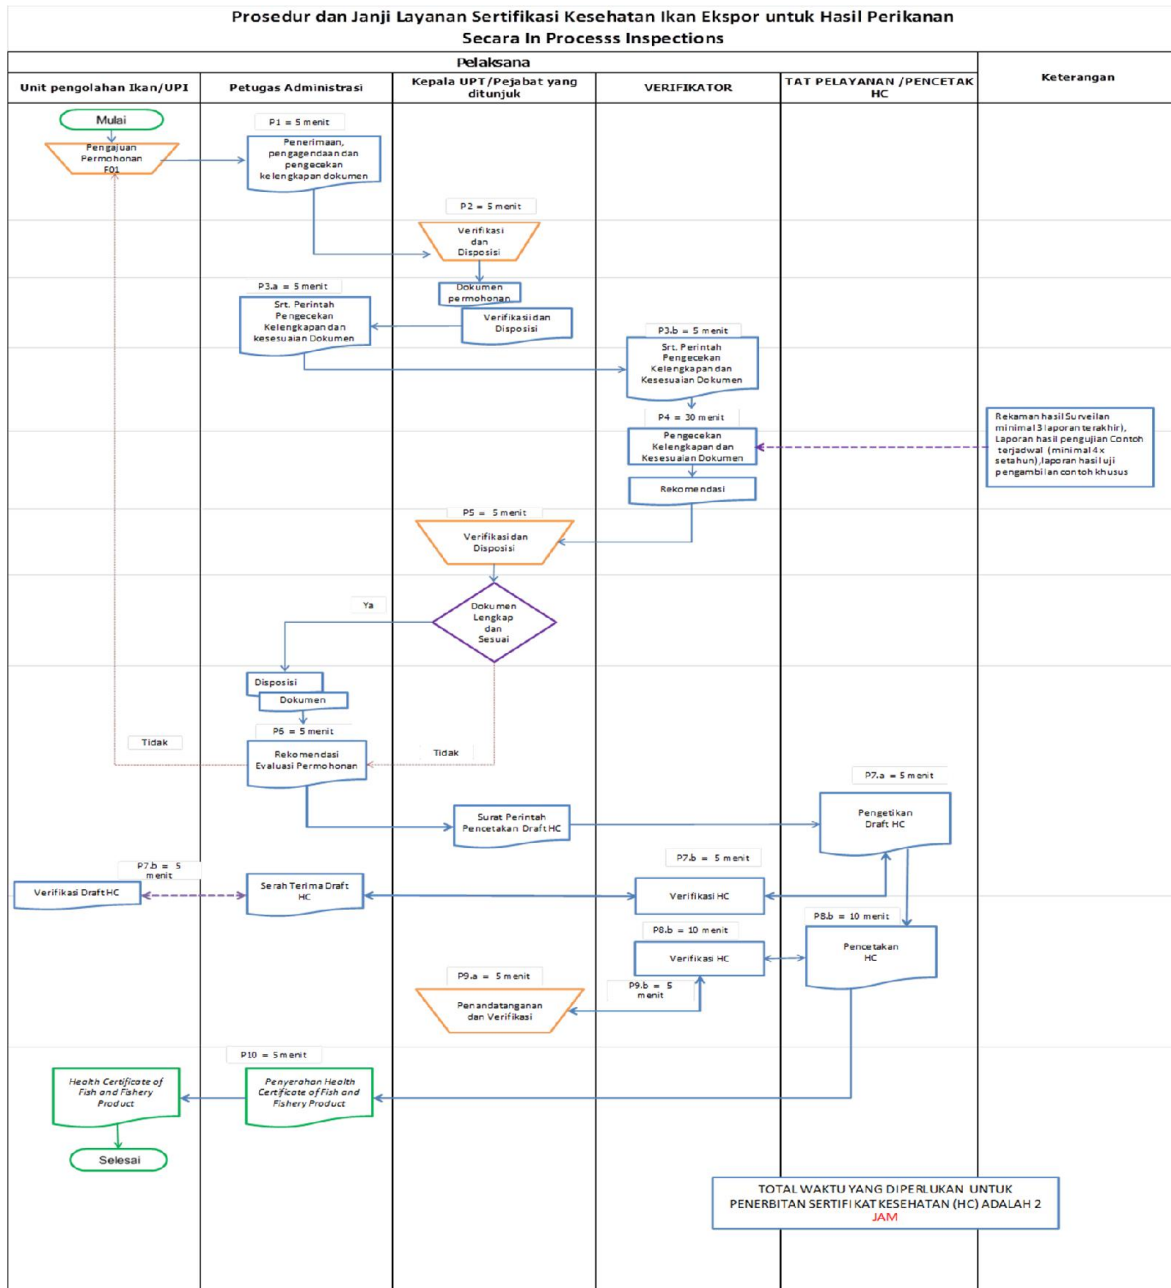 Prosedur dan Janji Layanan Sertifikasi Kesehatan Ikan Ekspor untuk Hasil Perikanan
Secara In Processs Inspections
Pelaksana
Keterangan
Unit pengolahan Ikan/UPI
Petugas Administrasi
Kepala UPT/Pejabat yang
ditunjuk
VERIFIKATOR
TAT PELAYANAN /PENCETAK
HC
Mulai
Pengajuan
Permohonan
F01
P1 = 5 menit
Penerimaan,
pengagendaan dan
pengecekan
kelengkapan dokumen
P2 = 5 menit
Verifikasi
dan
Disposisi
Dokumen
permohonan
Verifikasi dan
Disposisi
P3.a = 5 menit
Srt. Perintah
Pengecekan
Kelengkapan dan
kesesuaian Dokumen
P3.b = 5 menit
Srt. Perintah
Pengecekan
Kelengkapan dan
Kesesuaian Dokumen
P4 = 30 menit
Pengecekan
Kelengkapan dan
Kesesuaian Dokumen
Rekaman hasil Surveilan
minimal 3 laporan terakhir),
Laporan hasil pengujian Contoh
terjadwal (minimal 4 x
setahun),laporan hasil uji
pengambilan contoh khusus
Rekomendasi
P5 = 5 menit
Verifikasi dan
Disposisi
Dokumen
Lengkap
dan
Sesuai
Ya
Disposisi
Dokumen
P6 = 5 menit
Rekomendasi
Evaluasi Permohonan
Tidak
Tidak
Surat Perintah
Pencetakan Draft HC
P7.a = 5 menit
Pengetikan
Draft HC
P7.b = 5
menit
Verifikasi Draft HC
Serah Terima Draft
HC
P7.b = 5 menit
Verifikasi HC
P8.b = 10 menit
Verifikasi HC
P8.b = 10 menit
Pencetakan
HC
P9.a = 5 menit
Penandatanganan
dan Verifikasi
P9.b = 5
menit
P10 = 5 menit
Penyerahan Health
Certificate of Fish and
Fishery Product
Health Certificate of
Fish and Fishery
Product
Selesai
TOTAL WAKTU YANG DIPERLUKAN UNTUK
PENERBITAN SERTIFIKAT KESEHATAN (HC) ADALAH 2
JAM